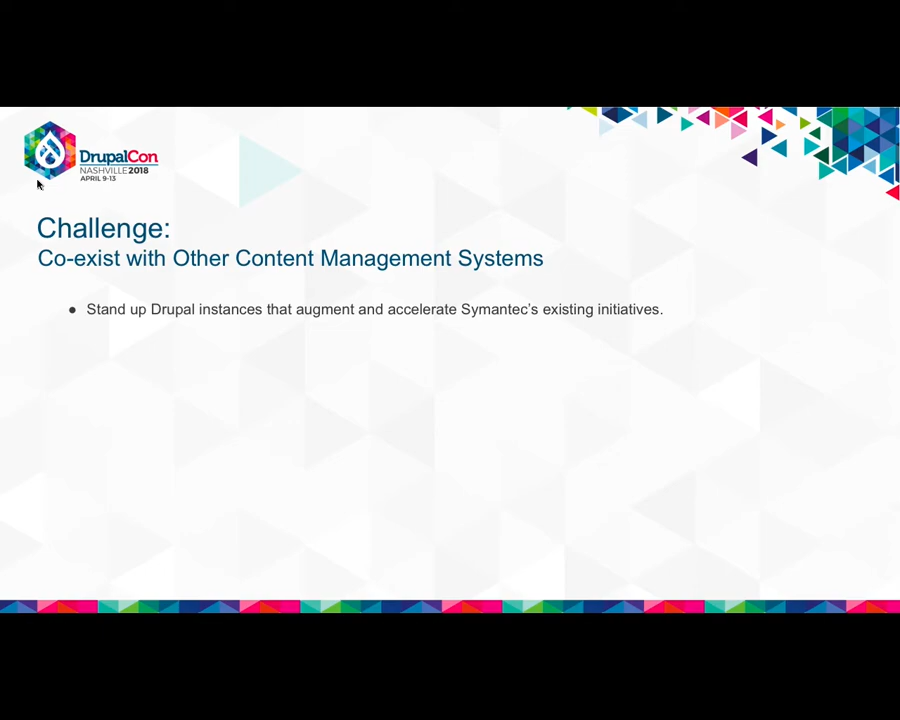 DrupalCon
NASHVILLE 2018
APRIL 9-13
Challenge:
Co-exist with Other Content Management Systems
● Stand up Drupal instances that augment and accelerate Symantec’s existing initiatives.